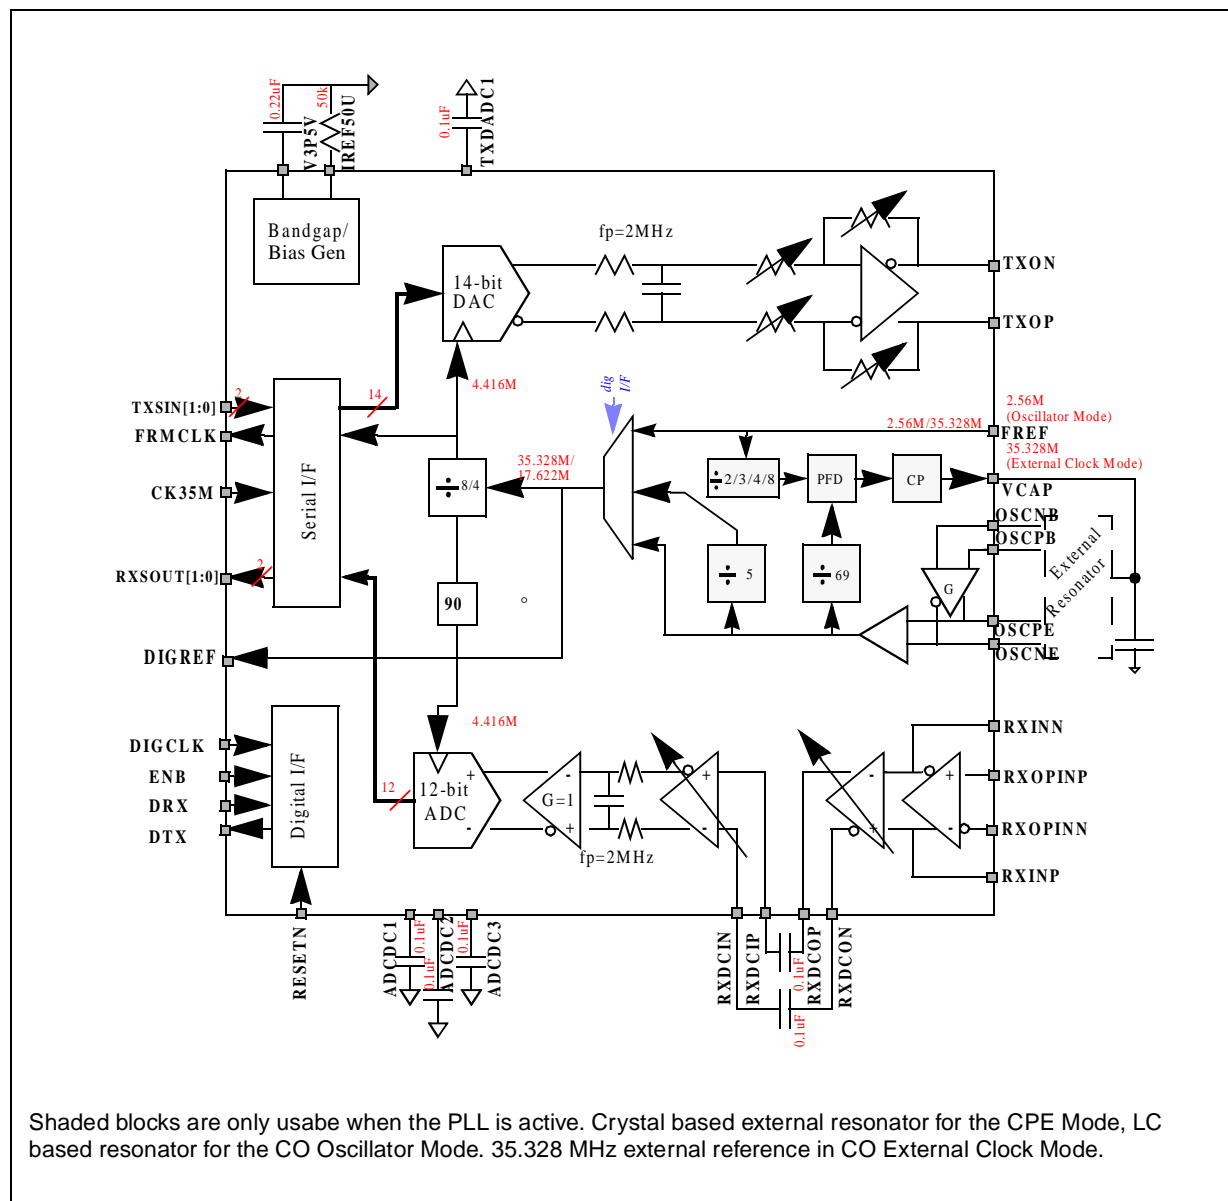 0.22uF
V3P5V
50k
IREF50U
0.1uF
TXDADC1
Bandgap/
Bias Gen
fp=2MHz
14-bit
DAC
TXON
TXOP
4.416M
dig
I/F
TXSIN[1:0]
2
14
FRMCLK
CK35M
RXSOUT[1:0]
2
Serial I/F
÷ 8/4
35.328M/
17.622M
90
°
2.56M/35.328M
2.56M
(Oscillator Mode)
FREF
35.328M
(External Clock Mode)
÷ 2/3/4/8
PFD
CP
VCAP
OSCNB
OSCPB
External
Resonator
G
÷ 5
÷ 69
OSCPE
OSCNE
DIGREF
4.416M
DIGCLK
ENB
DRX
DTX
Digital I/F
12
12-bit
ADC
+
-
G=1
-
+
fp=2MHz
+
-
-
+
+
-
RXINN
RXOPINP
RXOPINN
RXINP
RESETN
ADCDC1
0.1uF
ADCDC2
0.1uF
0.1uF
ADCDC3
RXDCIN
RXDCIP
0.1uF
RXDCOP
RXDCON
0.1uF
Shaded blocks are only usabe when the PLL is active. Crystal based external resonator for the CPE Mode, LC
based resonator for the CO Oscillator Mode. 35.328 MHz external reference in CO External Clock Mode.